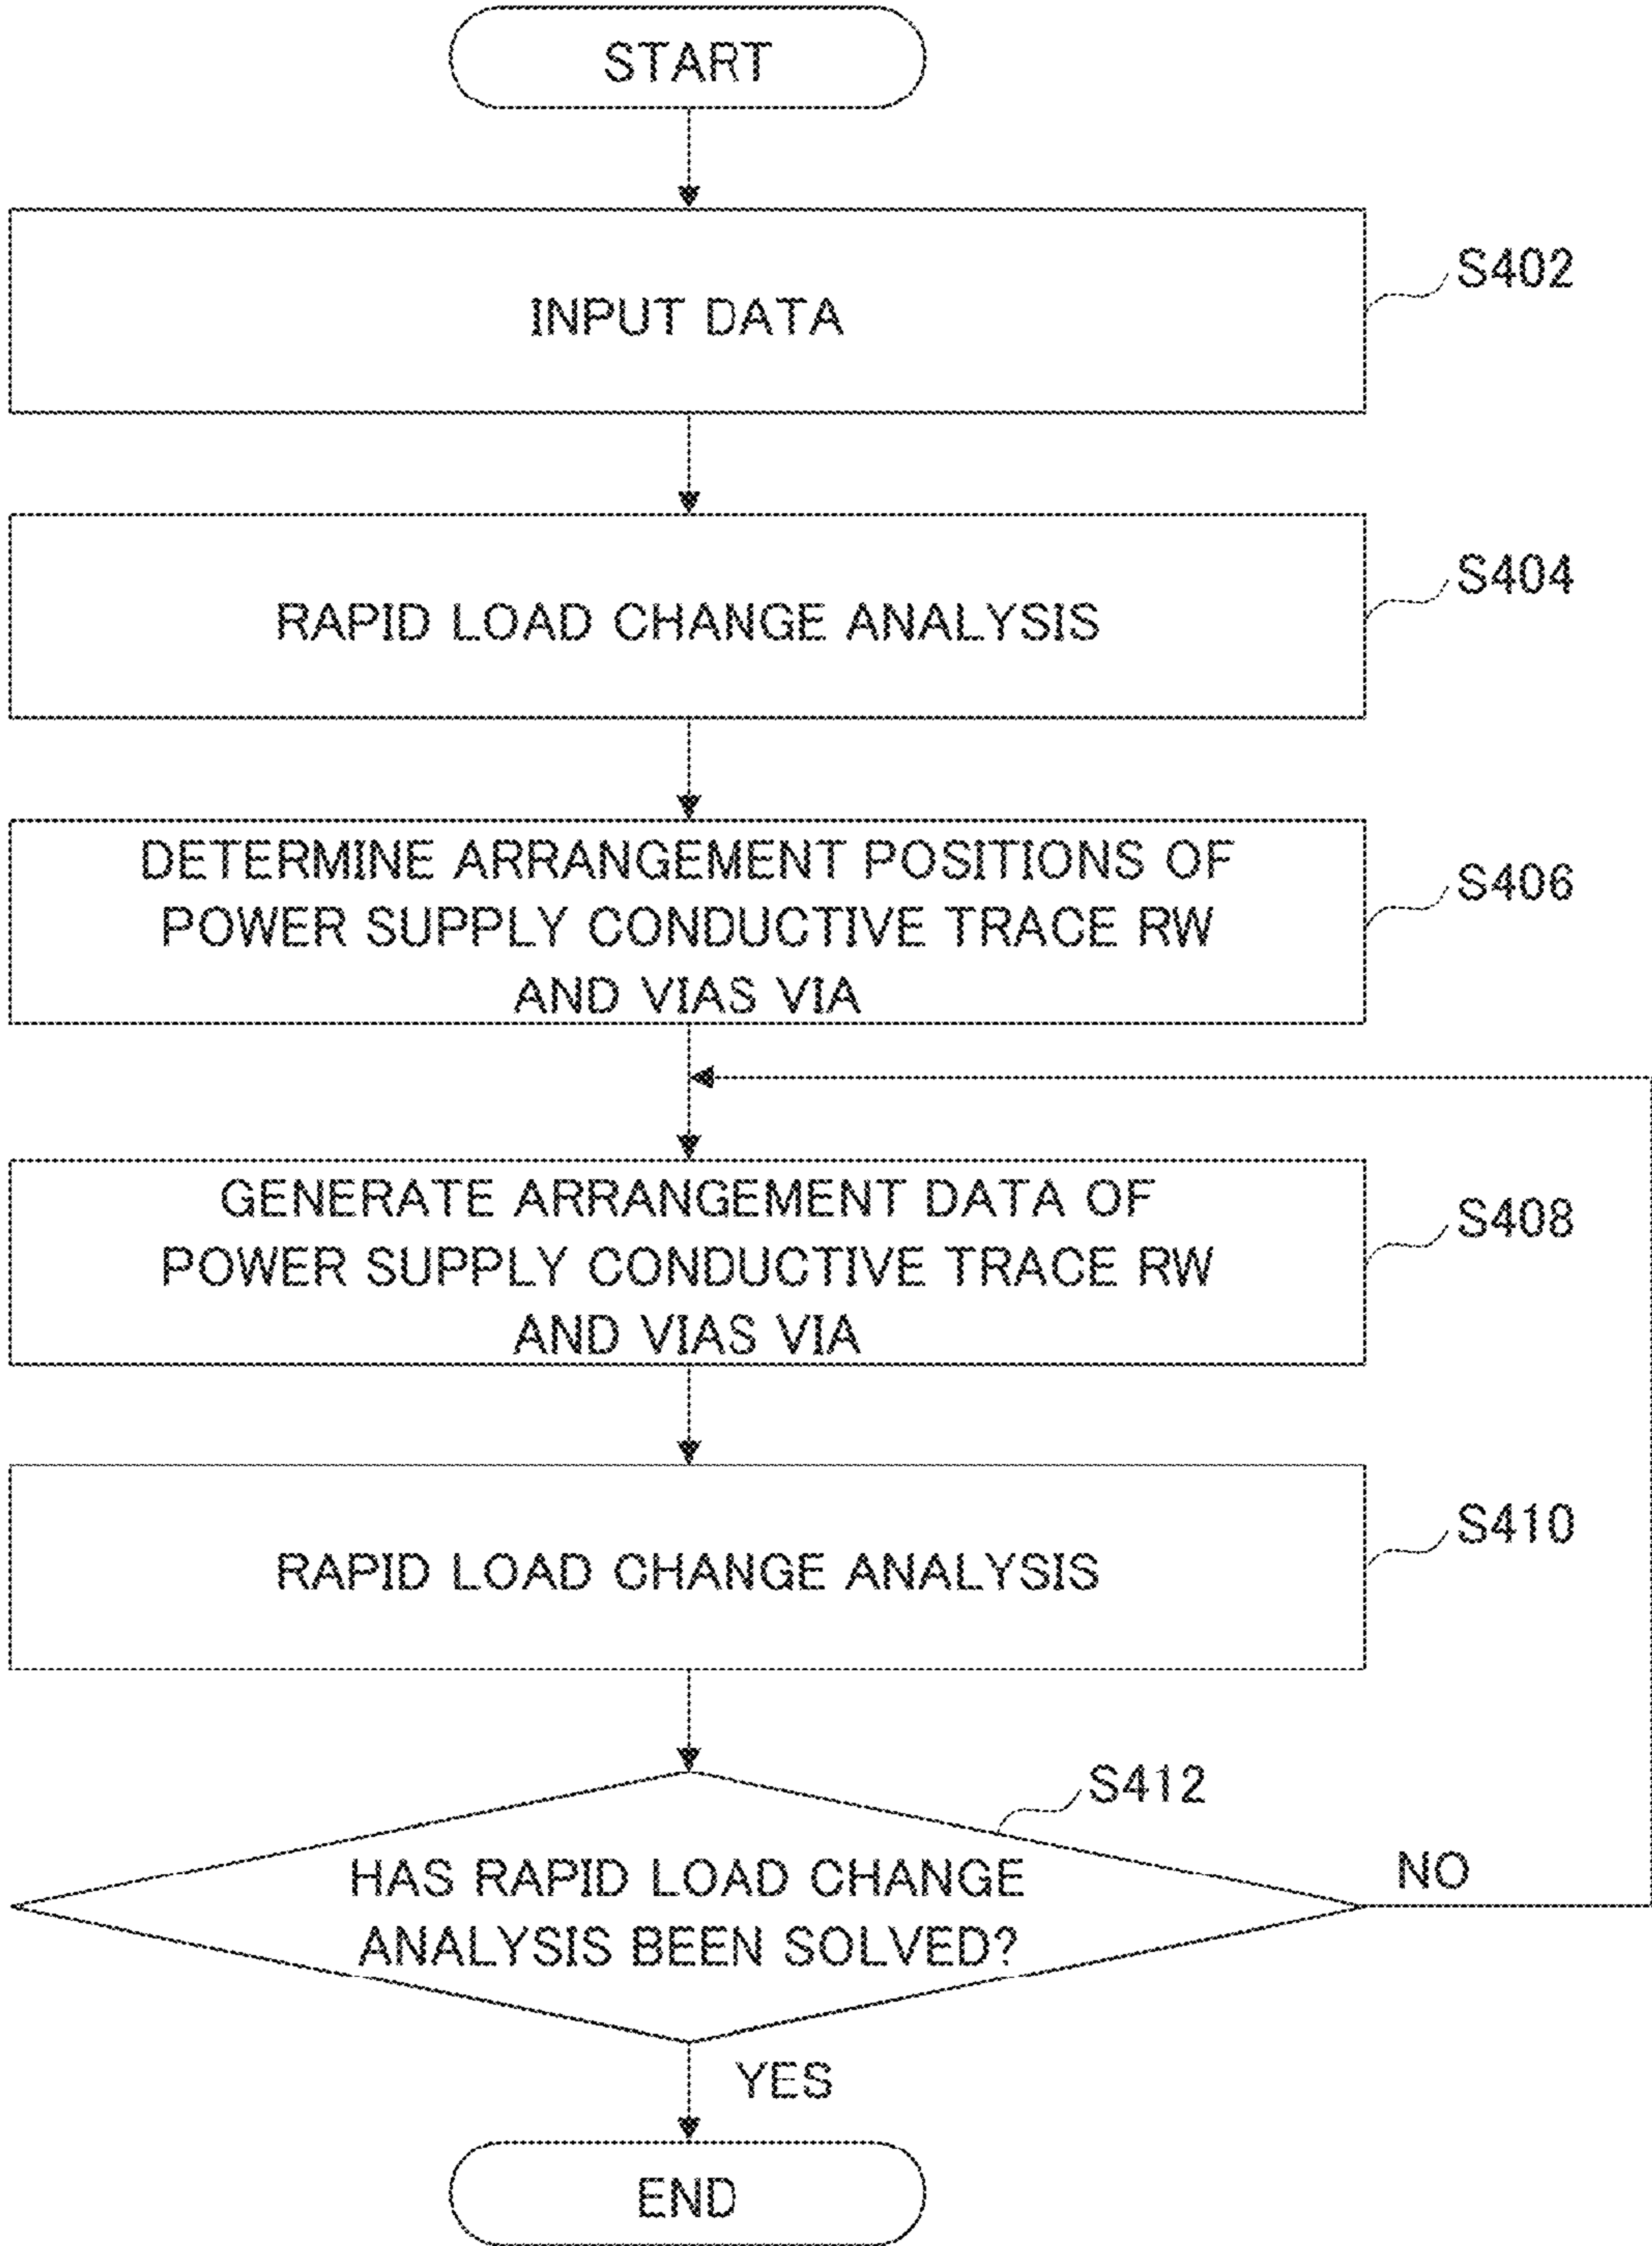 START
INPUT DATA
S402
RAPID LOAD CHANGE ANALYSIS
S404
DETERMINE ARRANGEMENT POSITIONS OF
POWER SUPPLY CONDUCTIVE TRACE RW
AND VIAS VIA
S406
GENERATE ARRANGEMENT DATA OF
POWER SUPPLY CONDUCTIVE TRACE RW
AND VIAS VIA
S408
RAPID LOAD CHANGE ANALYSIS
S410
S412
HAS RAPID LOAD CHANGE
ANALYSIS BEEN SOLVED?
NO
YES
END